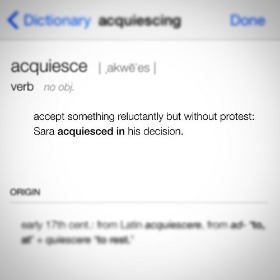 Dictionary acquiescing Done
acquiesce | ˌakwēˈes |
verb no obj.
accept something reluctantly but without protest:
Sara acquiesced in his decision.
ORIGIN
early 17th cent.: from Latin acquiescere, from ad- ‘to,
at’ + quiescere ‘to rest.’